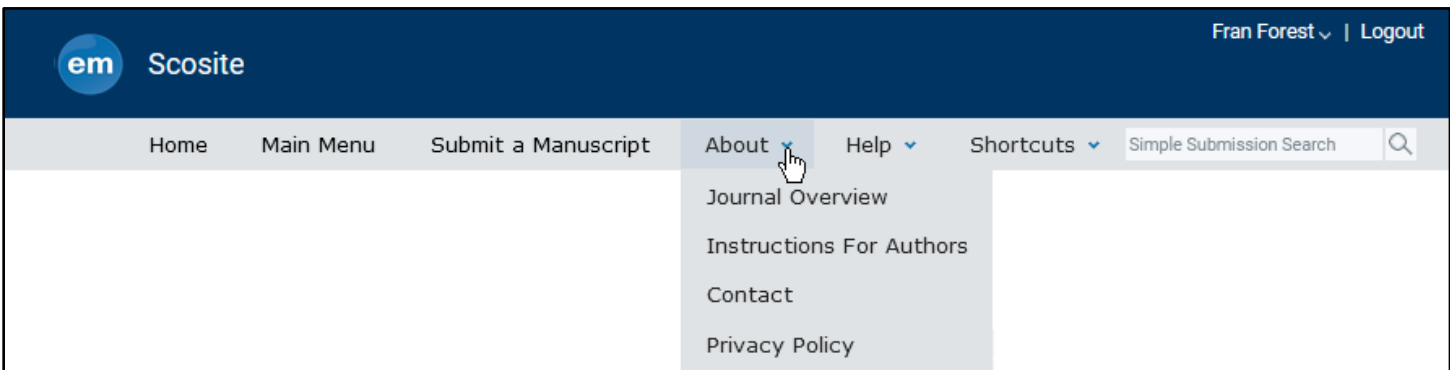 Fran Forest | Logout
em Scosite
Home Main Menu Submit a Manuscript About Help Shortcuts Simple Submission Search
Journal Overview
Instructions For Authors
Contact
Privacy Policy